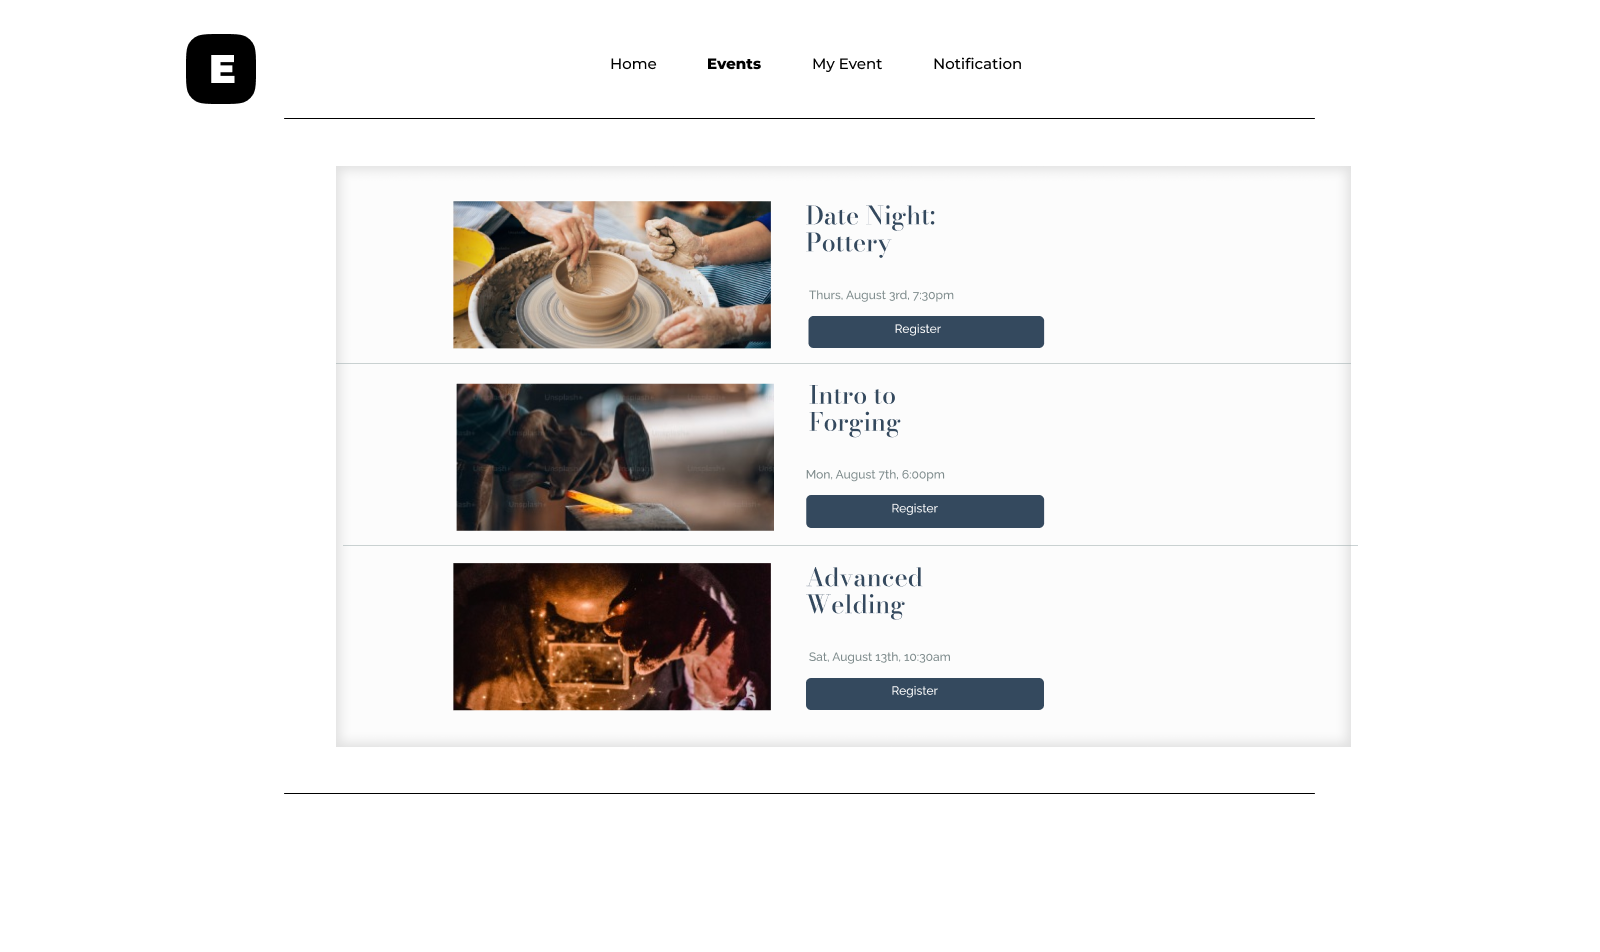 E
Home Events My Event Notification
Date Night:
Pottery
Thurs, August 3rd, 7:30pm
Register
Unsplash+
Intro to
Forging
Mon, August 7th, 6:00pm
Register
Advanced
Welding
Sat, August 13th, 10:30am
Register